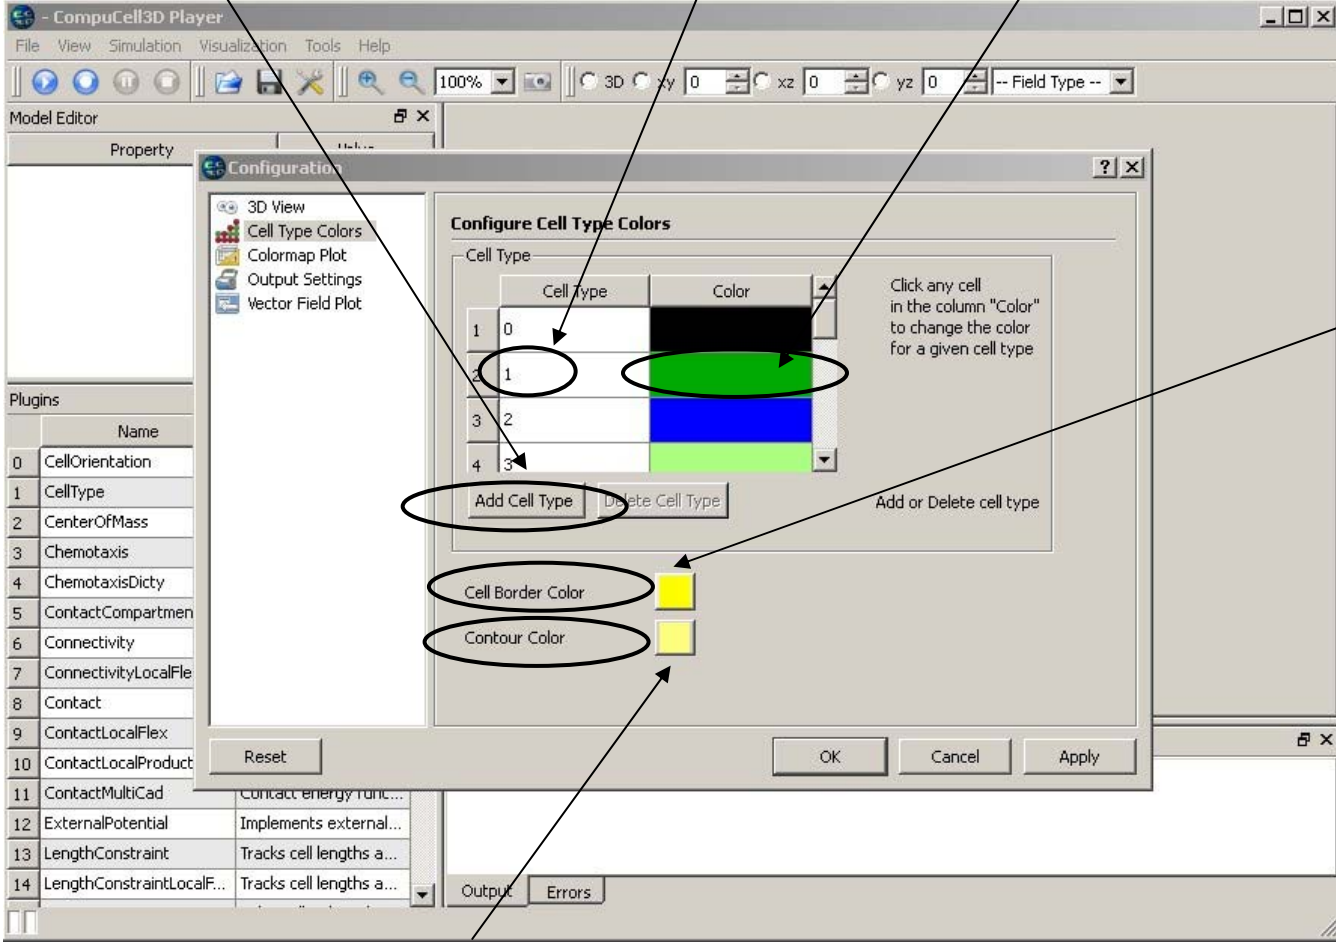 - CompuCell3D Player
File View Simulation Visualization Tools Help
100% 3D xy 0 xz 0 yz 0 -- Field Type --
Model Editor
Property
Configuration
3D View
Cell Type Colors
Colormap Plot
Output Settings
Vector Field Plot
Configure Cell Type Colors
Cell Type
Cell Type Color
1 0
2 1
3 2
4 3
Click any cell
in the column "Color"
to change the color
for a given cell type
Add Cell Type Delete Cell Type
Add or Delete cell type
Cell Border Color
Contour Color
Reset OK Cancel Apply
Plugins
Name
0 CellOrientation
1 CellType
2 CenterOfMass
3 Chemotaxis
4 ChemotaxisDicty
5 ContactCompartmen
6 Connectivity
7 ConnectivityLocalFle
8 Contact
9 ContactLocalFlex
10 ContactLocalProduct
11 ContactMultiCad Contact energy funct...
12 ExternalPotential Implements external...
13 LengthConstraint Tracks cell lengths a...
14 LengthConstraintLocalF... Tracks cell lengths a...
Output Errors